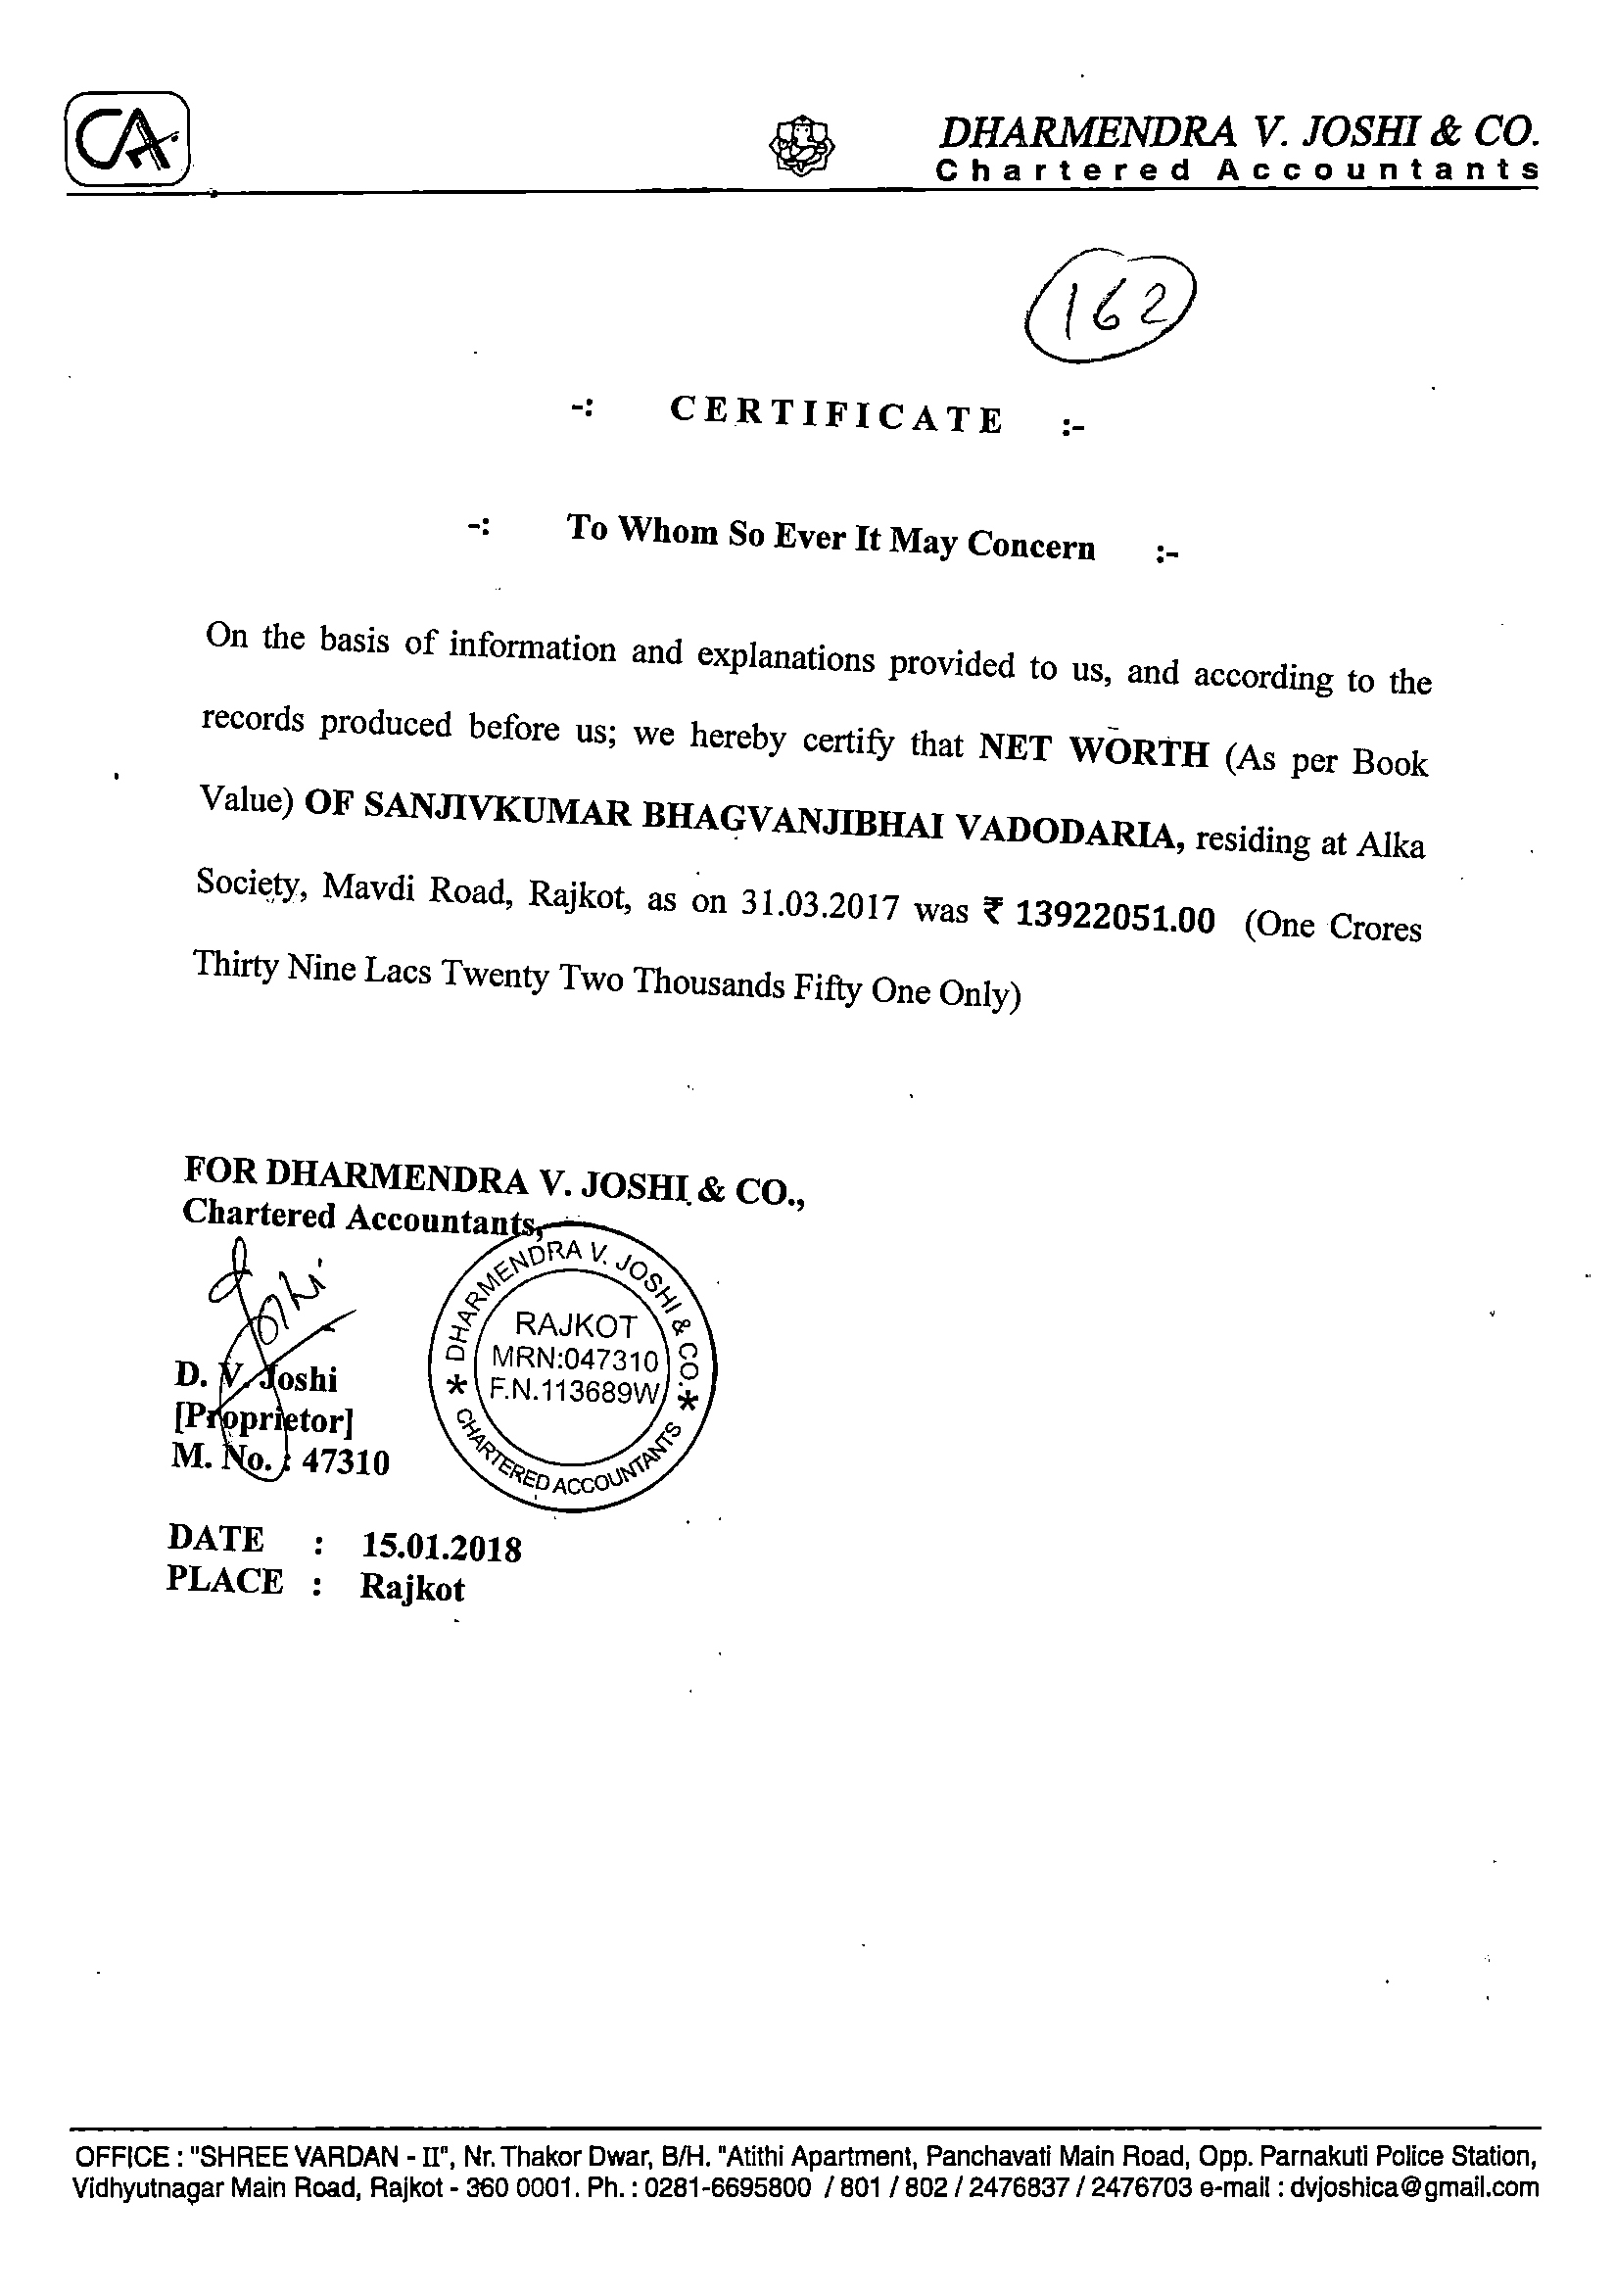 CA
DHARMENDRA V. JOSHI & CO.
Chartered Accountants
162
-: CERTIFICATE :-
-: To Whom So Ever It May Concern :-
On the basis of information and explanations provided to us, and according to the
records produced before us; we hereby certify that NET WORTH (As per Book
Value) OF SANJIVKUMAR BHAGVANJIBHAI VADODARIA, residing at Alka
Society, Mavdi Road, Rajkot, as on 31.03.2017 was ₹ 13922051.00 (One Crores
Thirty Nine Lacs Twenty Two Thousands Fifty One Only)
FOR DHARMENDRA V. JOSHI & CO.,
Chartered Accountants,
Joshi
D. V. Joshi
[Proprietor]
M. No. : 47310
* DHARMENDRA V. JOSHI & CO. *
RAJKOT
MRN:047310
F.N.113689W
CHARTERED ACCOUNTANTS
DATE : 15.01.2018
PLACE : Rajkot
OFFICE : "SHREE VARDAN - II", Nr. Thakor Dwar, B/H. "Atithi Apartment, Panchavati Main Road, Opp. Parnakuti Police Station,
Vidhyutnagar Main Road, Rajkot - 360 0001. Ph. : 0281-6695800 / 801 / 802 / 2476837 / 2476703 e-mail : dvjoshica@gmail.com